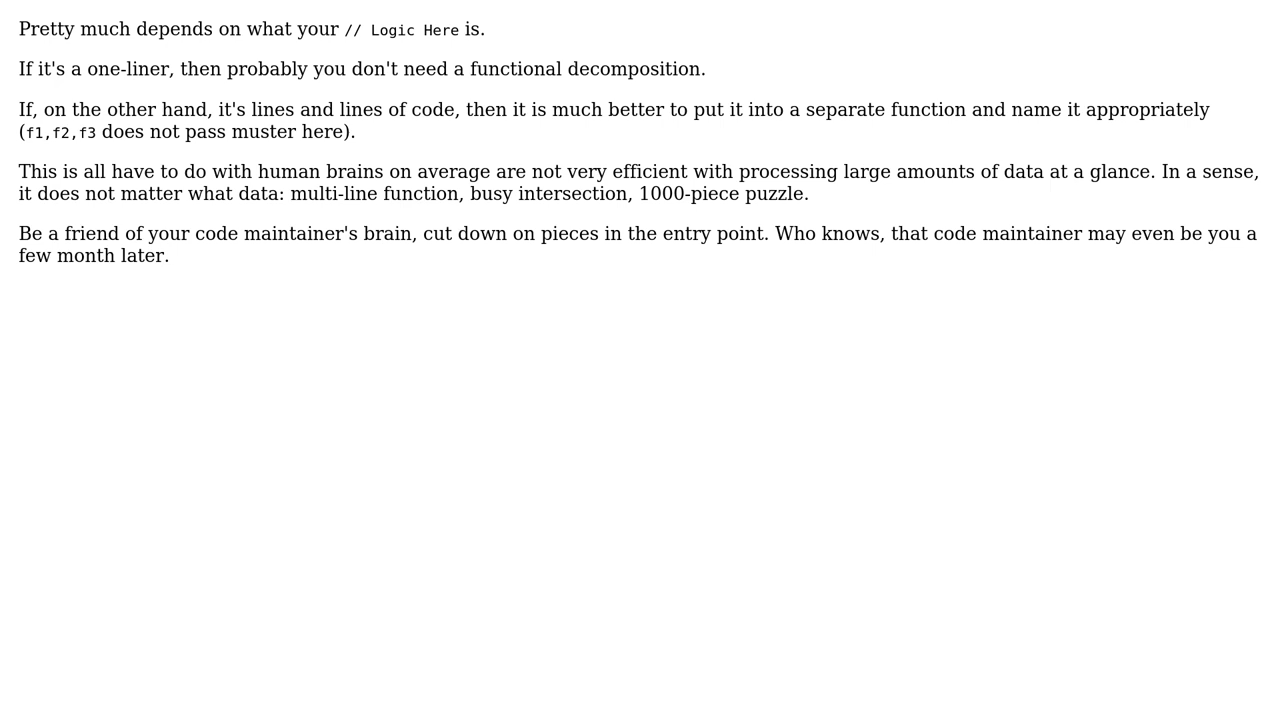 Pretty much depends on what your // Logic Here is.
If it's a one-liner, then probably you don't need a functional decomposition.
If, on the other hand, it's lines and lines of code, then it is much better to put it into a separate function and name it appropriately
(f1,f2,f3 does not pass muster here).
This is all have to do with human brains on average are not very efficient with processing large amounts of data at a glance. In a sense,
it does not matter what data: multi-line function, busy intersection, 1000-piece puzzle.
Be a friend of your code maintainer's brain, cut down on pieces in the entry point. Who knows, that code maintainer may even be you a
few month later.